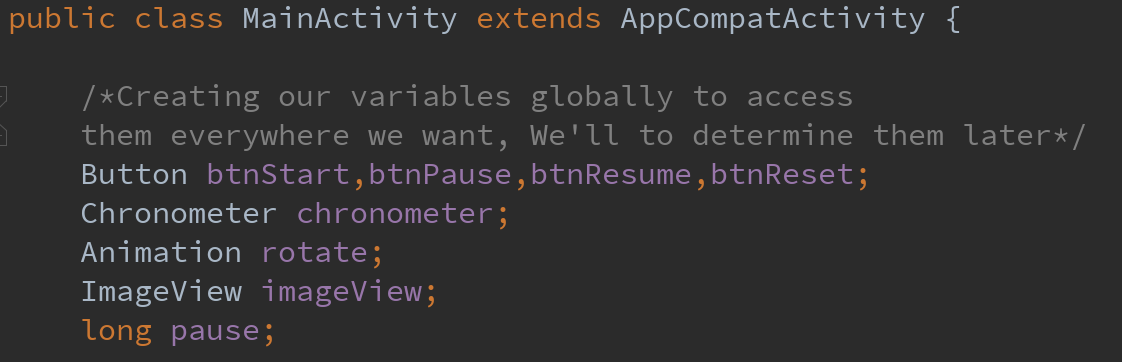 public class MainActivity extends AppCompatActivity {
/*Creating our variables globally to access
them everywhere we want, We'll to determine them later*/
Button btnStart,btnPause,btnResume,btnReset;
Chronometer chronometer;
Animation rotate;
ImageView imageView;
long pause;